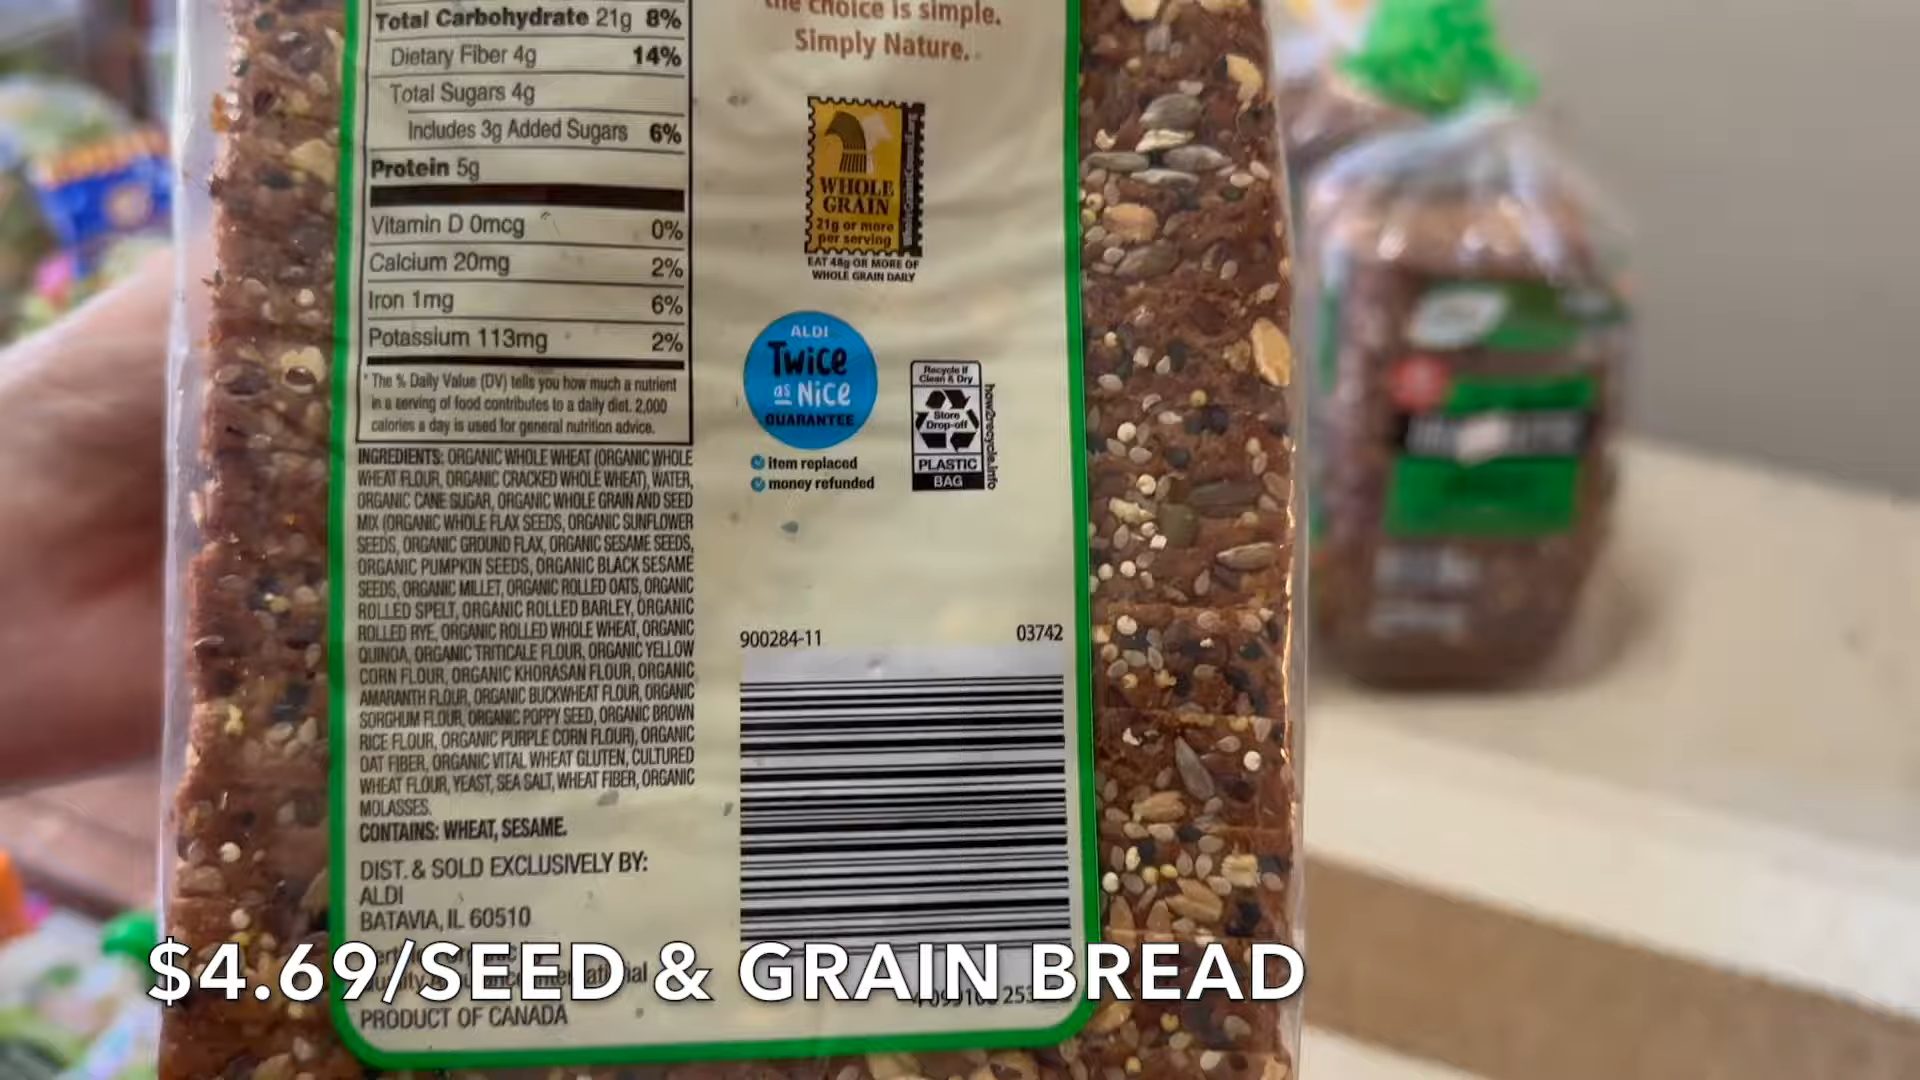 Total Carbohydrate 21g 8%
Dietary Fiber 4g 14%
Total Sugars 4g
Includes 3g Added Sugars 6%
Protein 5g
Vitamin D 0mcg 0%
Calcium 20mg 2%
Iron 1mg 6%
Potassium 113mg 2%
* The % Daily Value (DV) tells you how much a nutrient
in a serving of food contributes to a daily diet. 2,000
calories a day is used for general nutrition advice.
INGREDIENTS: ORGANIC WHOLE WHEAT (ORGANIC WHOLE
WHEAT FLOUR, ORGANIC CRACKED WHOLE WHEAT), WATER,
ORGANIC CANE SUGAR, ORGANIC WHOLE GRAIN AND SEED
MIX (ORGANIC WHOLE FLAX SEEDS, ORGANIC SUNFLOWER
SEEDS, ORGANIC GROUND FLAX, ORGANIC SESAME SEEDS,
ORGANIC PUMPKIN SEEDS, ORGANIC BLACK SESAME
SEEDS, ORGANIC MILLET, ORGANIC ROLLED OATS, ORGANIC
ROLLED SPELT, ORGANIC ROLLED BARLEY, ORGANIC
ROLLED RYE, ORGANIC ROLLED WHOLE WHEAT, ORGANIC
QUINOA, ORGANIC TRITICALE FLOUR, ORGANIC YELLOW
CORN FLOUR, ORGANIC KHORASAN FLOUR, ORGANIC
AMARANTH FLOUR, ORGANIC BUCKWHEAT FLOUR, ORGANIC
SORGHUM FLOUR, ORGANIC POPPY SEED, ORGANIC BROWN
RICE FLOUR, ORGANIC PURPLE CORN FLOUR), ORGANIC
OAT FIBER, ORGANIC VITAL WHEAT GLUTEN, CULTURED
WHEAT FLOUR, YEAST, SEA SALT, WHEAT FIBER, ORGANIC
MOLASSES.
CONTAINS: WHEAT, SESAME.
DIST. & SOLD EXCLUSIVELY BY:
ALDI
BATAVIA, IL 60510
PRODUCT OF CANADA
the choice is simple.
Simply Nature.
WHOLE
GRAIN
21g or more
per serving
EAT 48g OR MORE OF
WHOLE GRAIN DAILY
ALDI
Twice
as Nice
GUARANTEE
item replaced
money refunded
Recycle if
Clean & Dry
Store
Drop-off
PLASTIC
BAG
how2recycle.info
900284-11 03742
$4.69/SEED & GRAIN BREAD